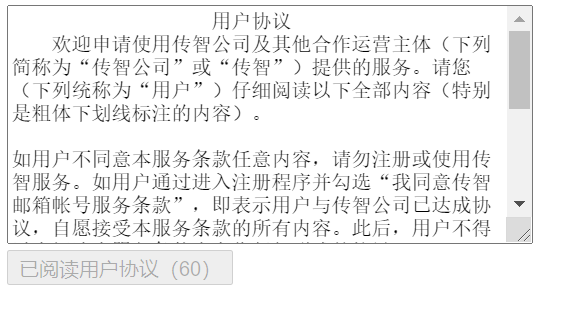 用户协议
欢迎申请使用传智公司及其他合作运营主体（下列
简称为“传智公司”或“传智”）提供的服务。请您
（下列统称为“用户”）仔细阅读以下全部内容（特别
是粗体下划线标注的内容）。
如用户不同意本服务条款任意内容，请勿注册或使用传
智服务。如用户通过进入注册程序并勾选“我同意传智
邮箱帐号服务条款”，即表示用户与传智公司已达成协
议，自愿接受本服务条款的所有内容。此后，用户不得
已阅读用户协议（60）